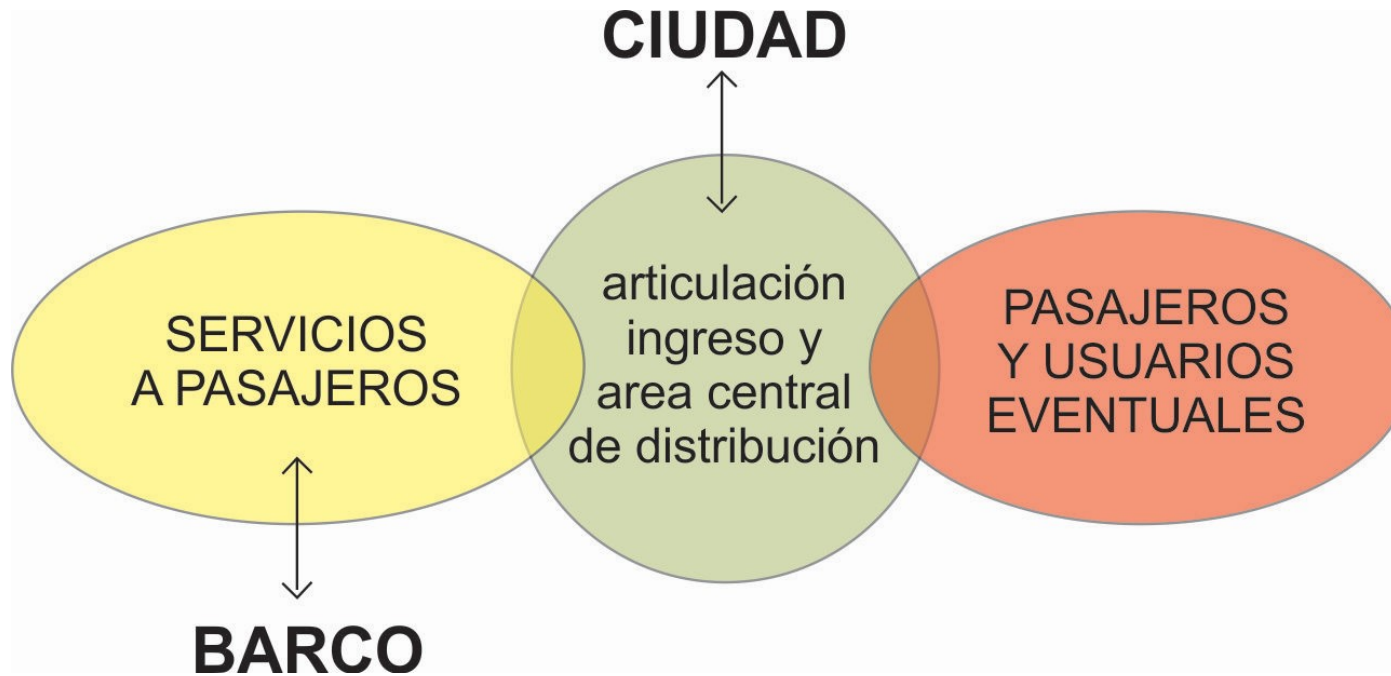 CIUDAD
SERVICIOS
A PASAJEROS
articulación
ingreso y
area central
de distribución
PASAJEROS
Y USUARIOS
EVENTUALES
BARCO